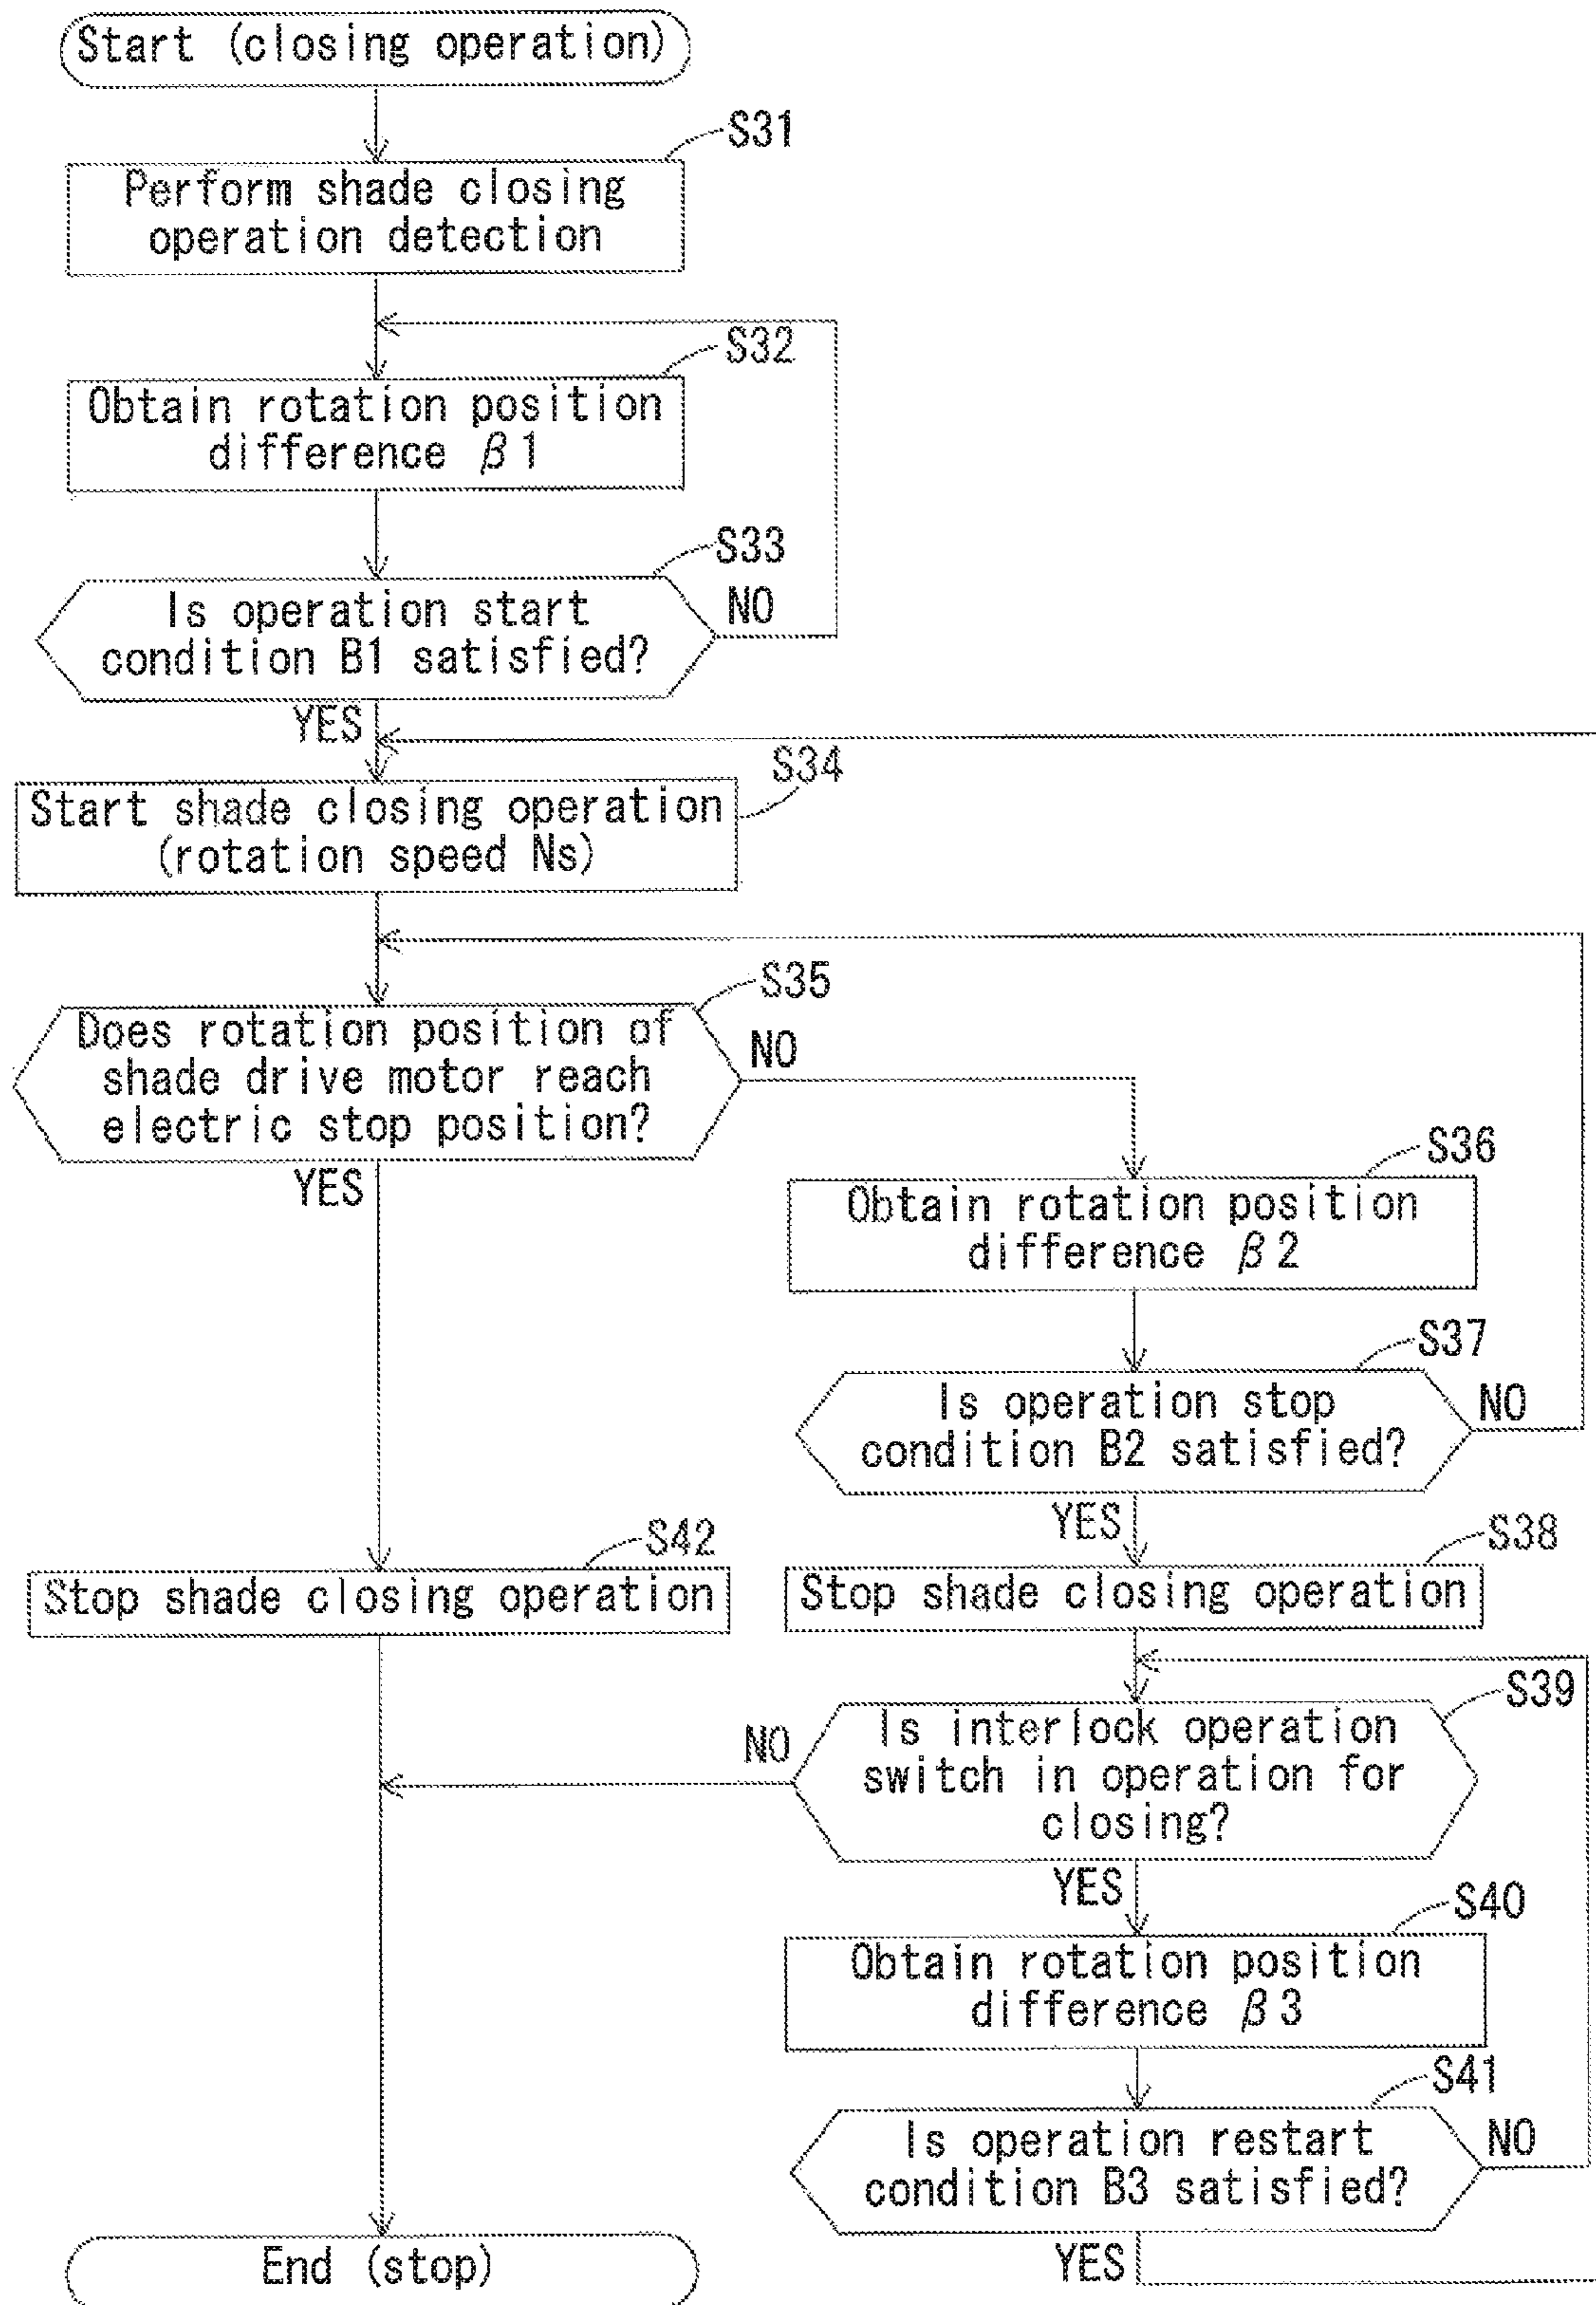 Start (closing operation)
S31
Perform shade closing
operation detection
S32
Obtain rotation position
difference β1
S33
Is operation start
condition B1 satisfied?
NO
YES
S34
Start shade closing operation
(rotation speed Ns)
S35
Does rotation position of
shade drive motor reach
electric stop position?
NO
YES
S36
Obtain rotation position
difference β2
S37
Is operation stop
condition B2 satisfied?
NO
YES
S42
Stop shade closing operation
S38
Stop shade closing operation
S39
Is interlock operation
switch in operation for
closing?
NO
YES
S40
Obtain rotation position
difference β3
S41
Is operation restart
condition B3 satisfied?
NO
YES
End (stop)